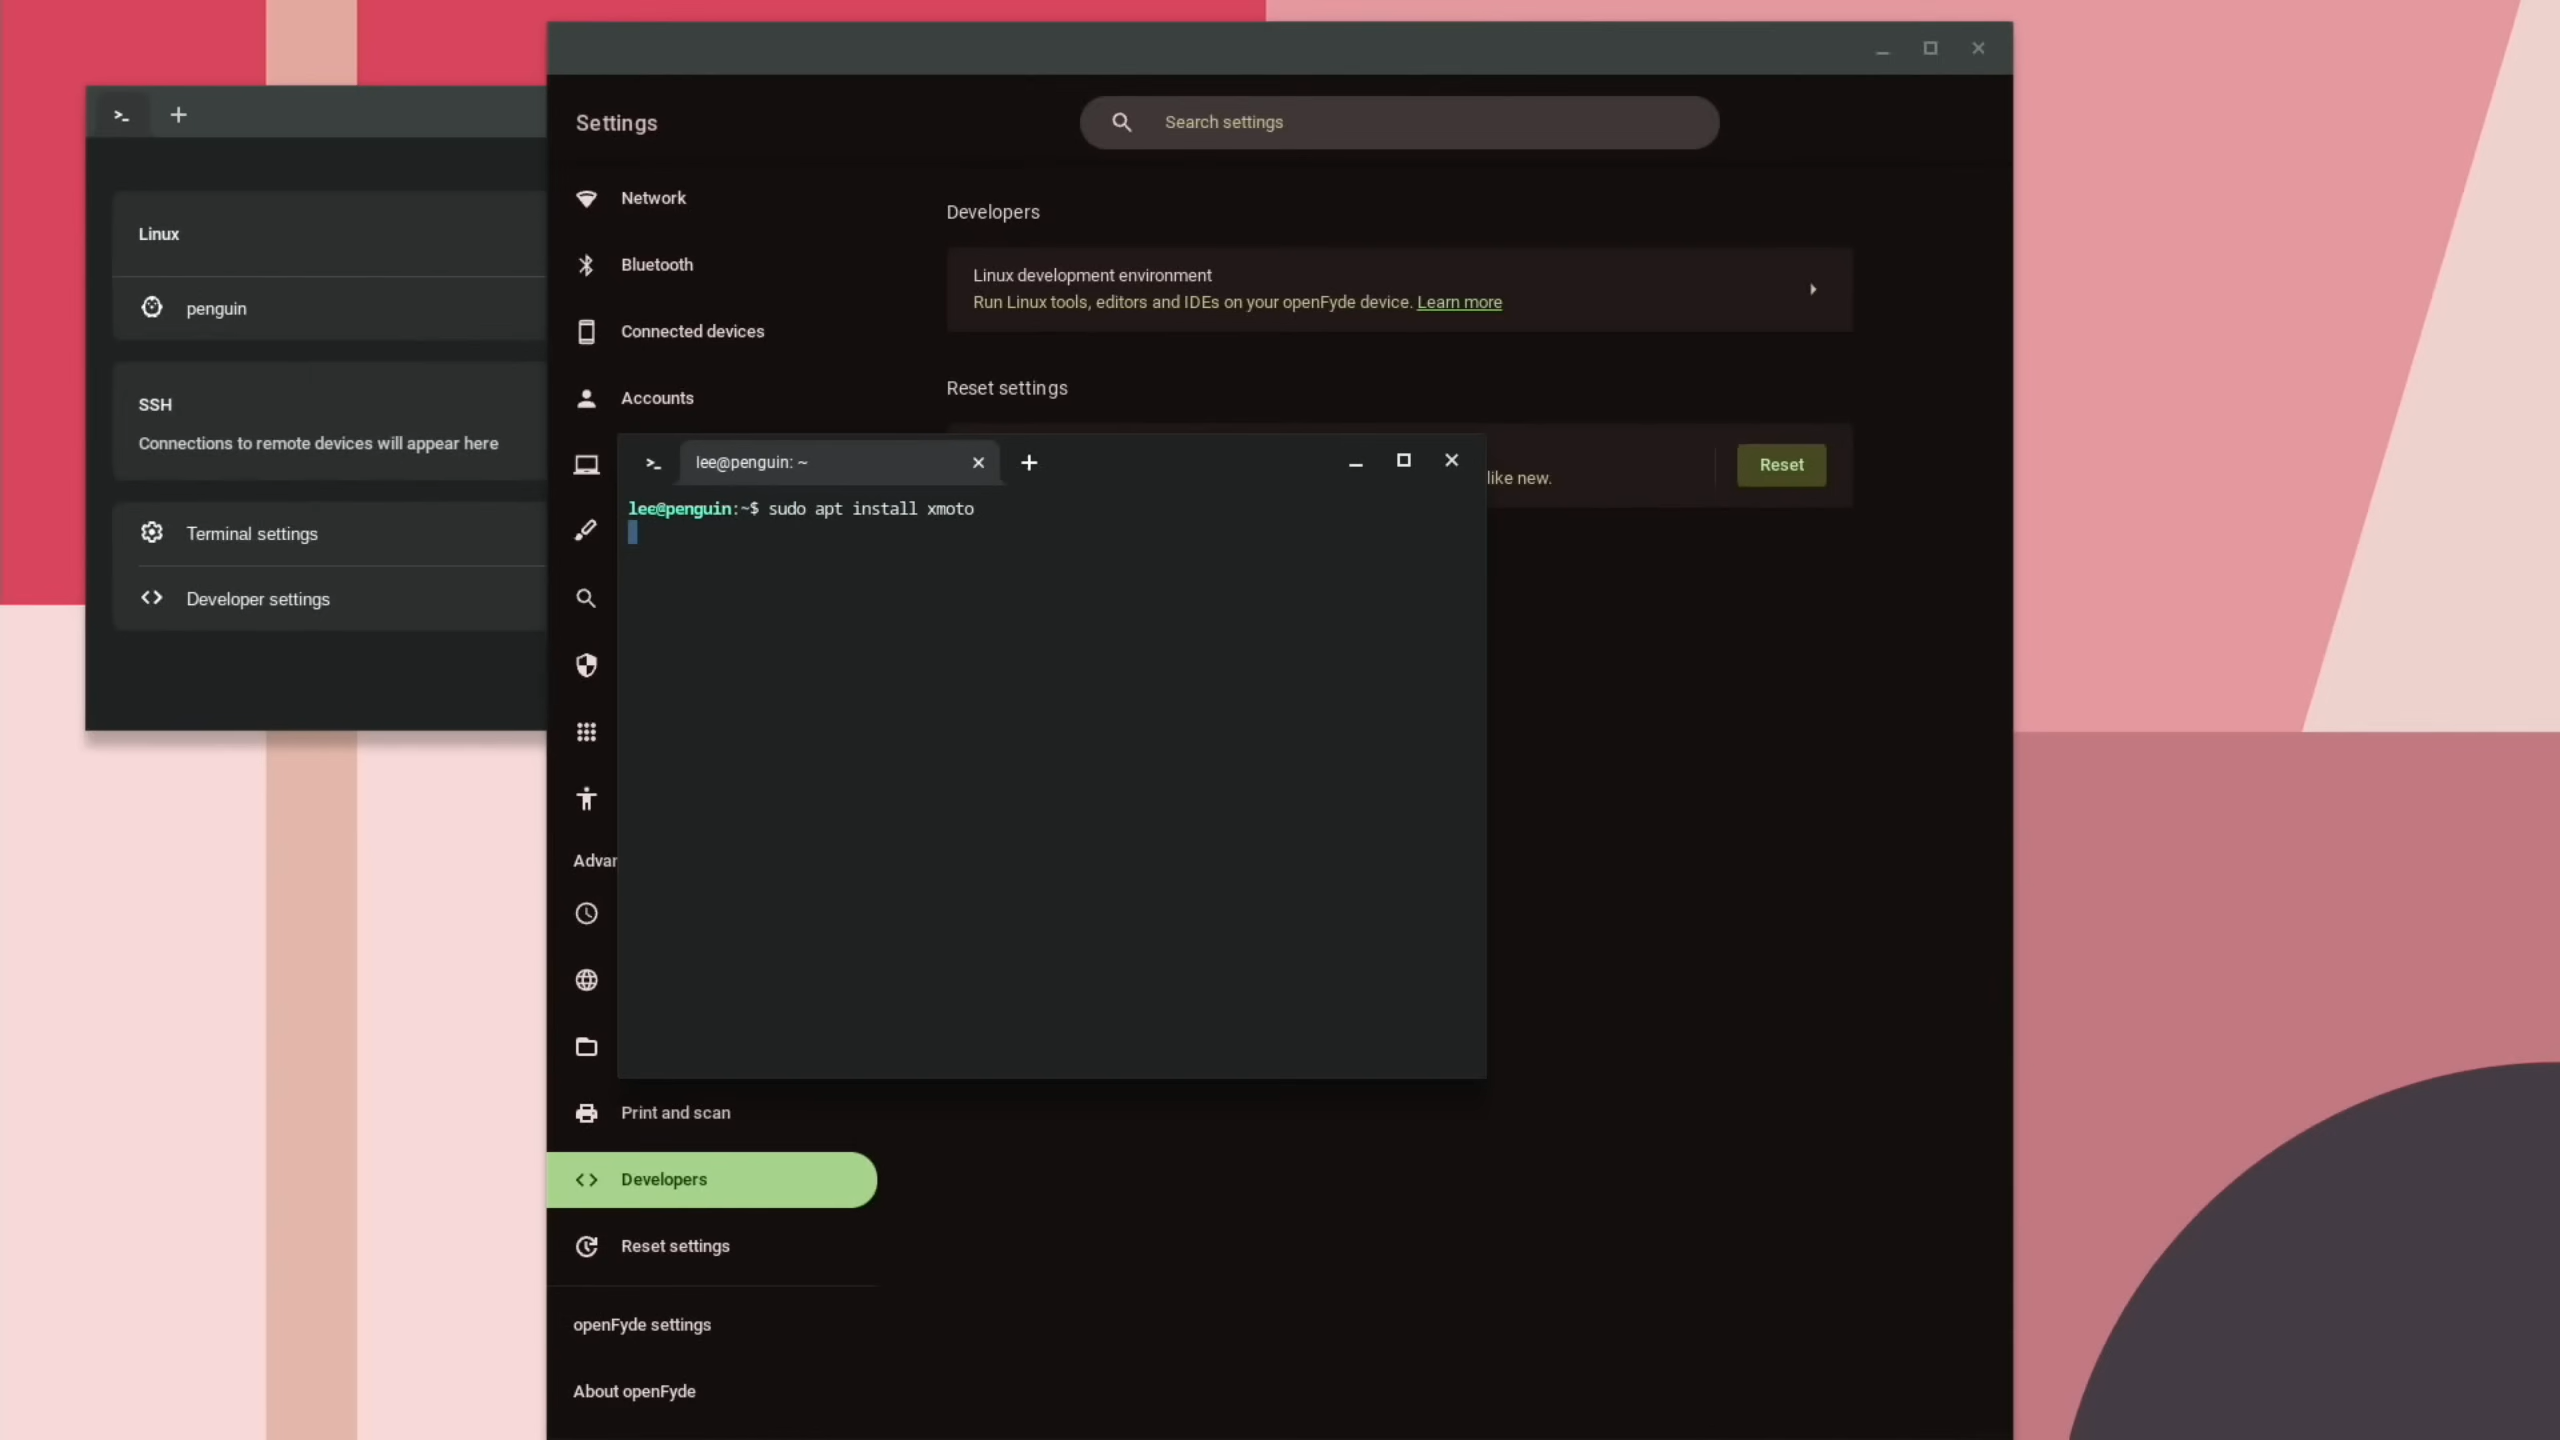 Linux
penguin
SSH
Connections to remote devices will appear here
Terminal settings
Developer settings
Settings
Search settings
Network
Bluetooth
Connected devices
Accounts
Advan
Print and scan
Developers
Reset settings
openFyde settings
About openFyde
Developers
Linux development environment
Run Linux tools, editors and IDEs on your openFyde device. Learn more
Reset settings
like new.
Reset
lee@penguin: ~
lee@penguin:~$ sudo apt install xmoto